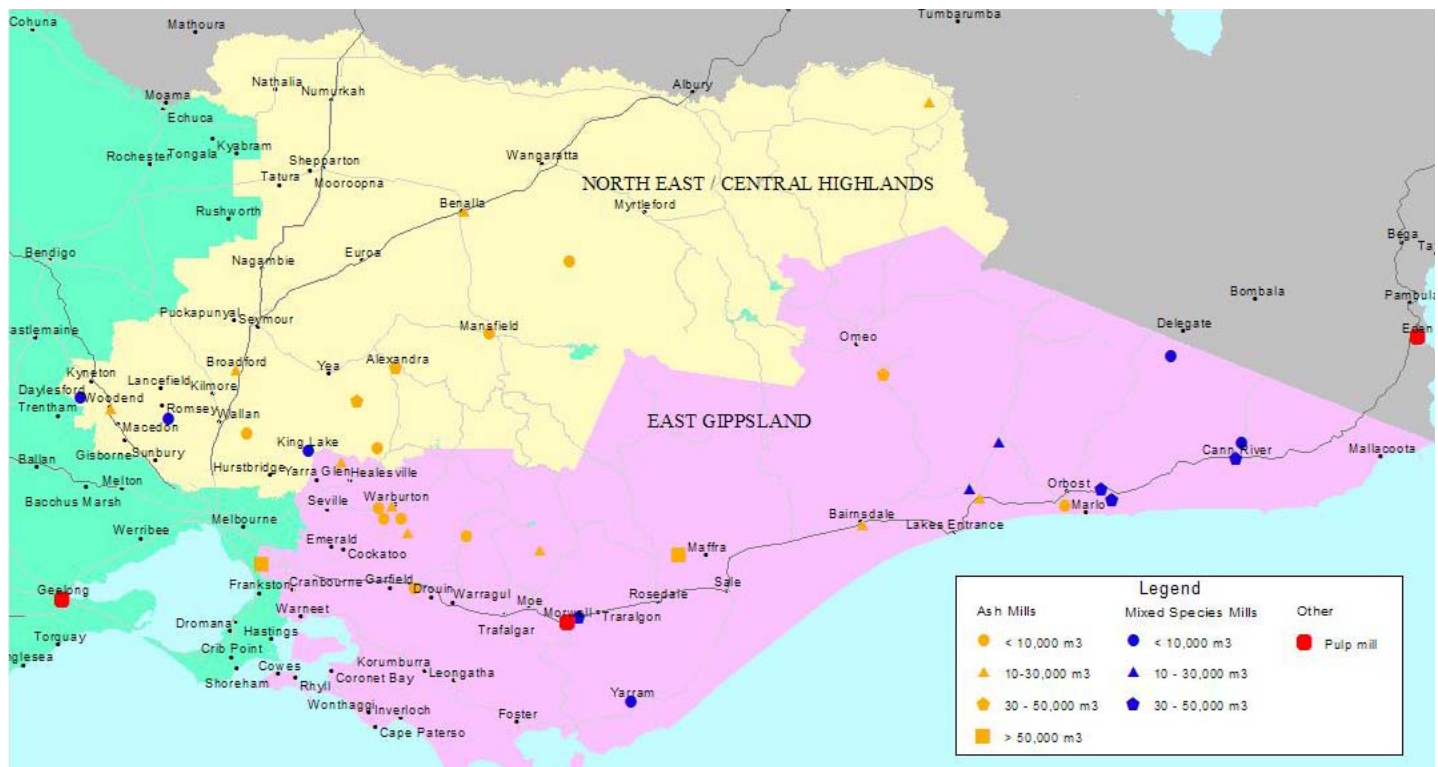 Cohuna
Mathoura
Tumbarumba
Nathalia
Numurkah
Albury
Moama
Echuca
Kyabram
Rochester
Tongala
Shepparton
Wangaratta
Tatura
Mooroopna
NORTH EAST / CENTRAL HIGHLANDS
Rushworth
Benalla
Myrtleford
Bega
Ta
Bendigo
Nagambie
Euroa
Bombala
Pambula
Puckapunyal
Seymour
Mansfield
Delegate
Eden
astlemaine
Omeo
Broadford
Yea
Alexandra
Kyneton
Daylesford
Lancefield
Kilmore
Woodend
Trentham
Romsey
Wallan
EAST GIPPSLAND
Macedon
King Lake
Cann River
Mallacoota
Ballan
Gisborne
Sunbury
Hurstbridge
Yarra Glen
Healesville
Melton
Bacchus Marsh
Seville
Warburton
Orbost
Marlo
Melbourne
Bairnsdale
Lakes Entrance
Werribee
Emerald
Cockatoo
Maffra
Geelong
Frankston
Cranbourne
Garfield
Drouin
Warragul
Moe
Morwell
Traralgon
Rosedale
Sale
Warneet
Trafalgar
Dromana
Hastings
Torquay
Crib Point
nglesea
Shoreham
Cowes
Rhyll
Korumburra
Coronet Bay
Leongatha
Wonthaggi
Inverloch
Foster
Yarram
Cape Paterso
Legend
Ash Mills
Mixed Species Mills
Other
< 10,000 m3
< 10,000 m3
Pulp mill
10-30,000 m3
10 - 30,000 m3
30 - 50,000 m3
30 - 50,000 m3
> 50,000 m3